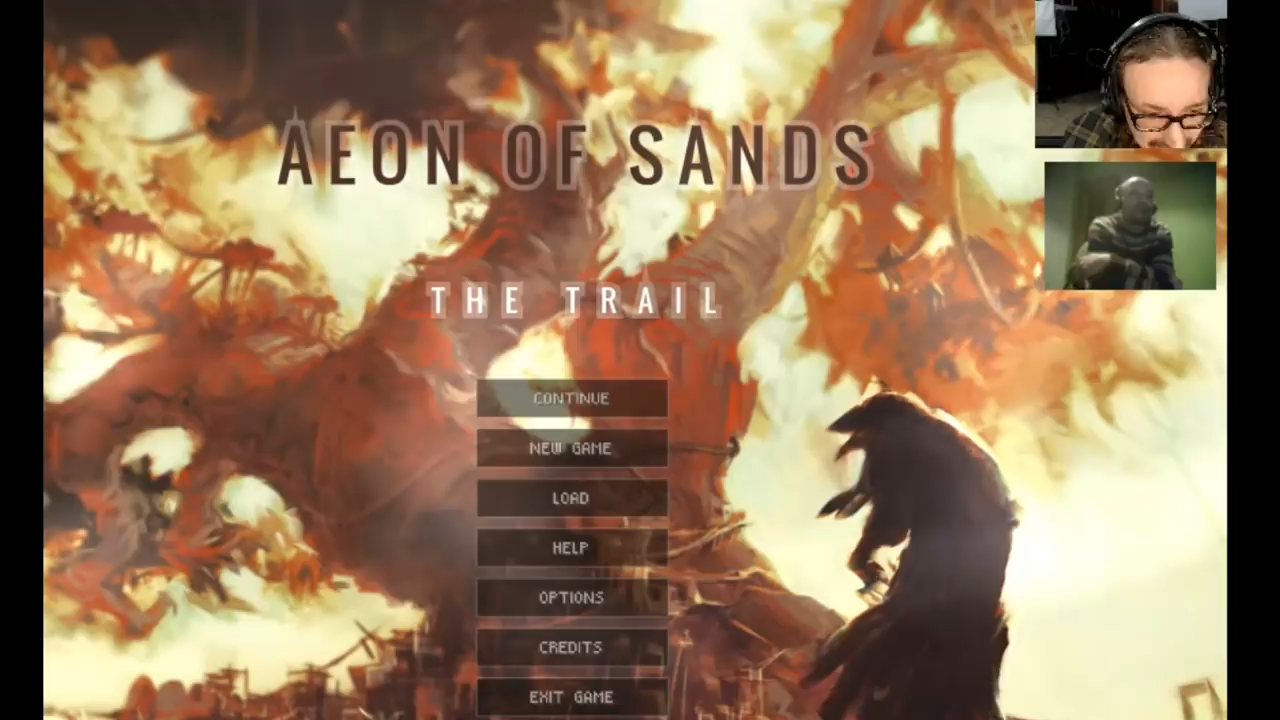 AEON OF SANDS
THE TRAIL
CONTINUE
NEW GAME
LOAD
HELP
OPTIONS
CREDITS
EXIT GAME